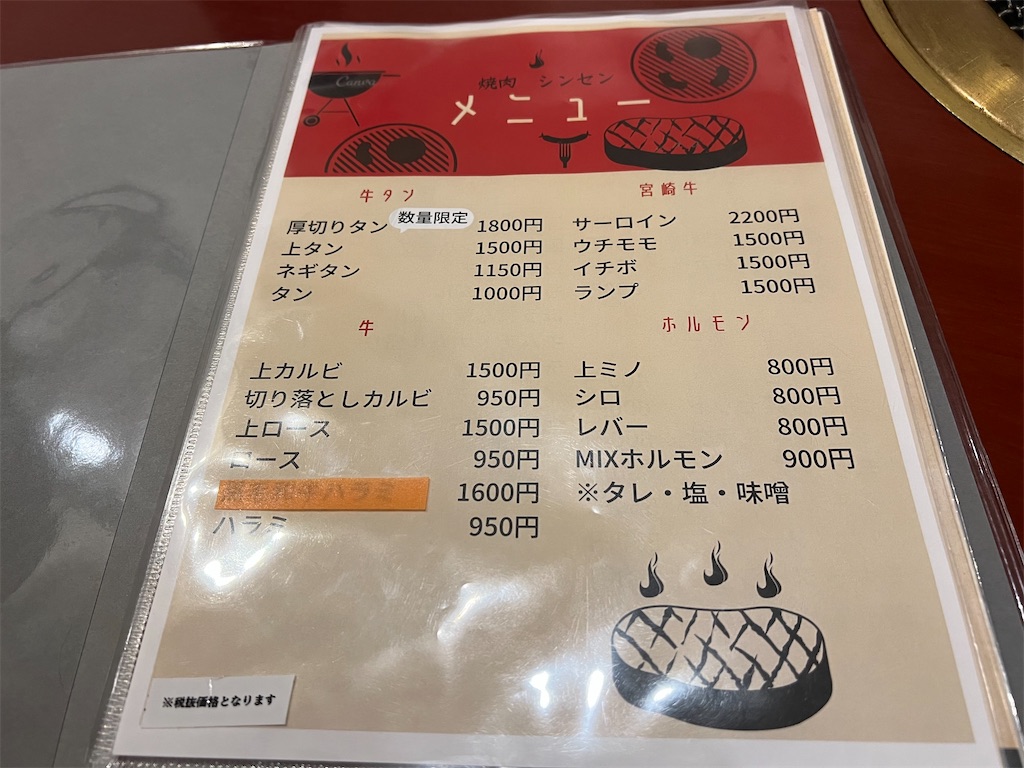 Canva
焼肉 シンセン
メニュー
牛タン
厚切りタン 数量限定 1800円
上タン 1500円
ネギタン 1150円
タン 1000円
宮崎牛
サーロイン 2200円
ウチモモ 1500円
イチボ 1500円
ランプ 1500円
牛
上カルビ 1500円
切り落としカルビ 950円
上ロース 1500円
ロース 950円
黒毛和牛ハラミ 1600円
ハラミ 950円
ホルモン
上ミノ 800円
シロ 800円
レバー 800円
MIXホルモン 900円
※タレ・塩・味噌
※税抜価格となります